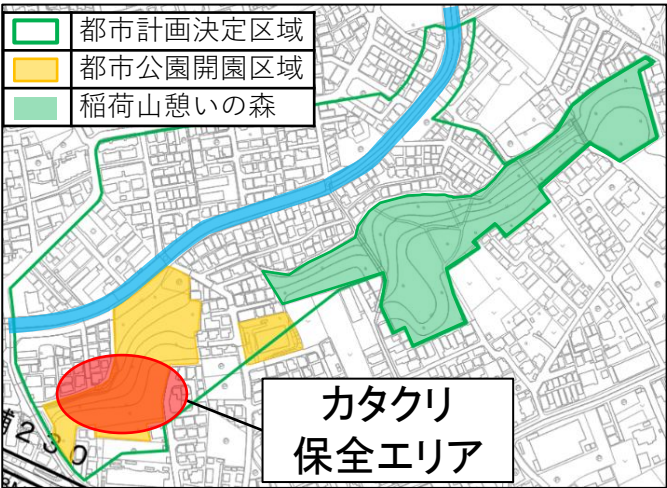 都市計画決定区域
都市公園開園区域
稲荷山憩いの森
カタクリ
保全エリア
230